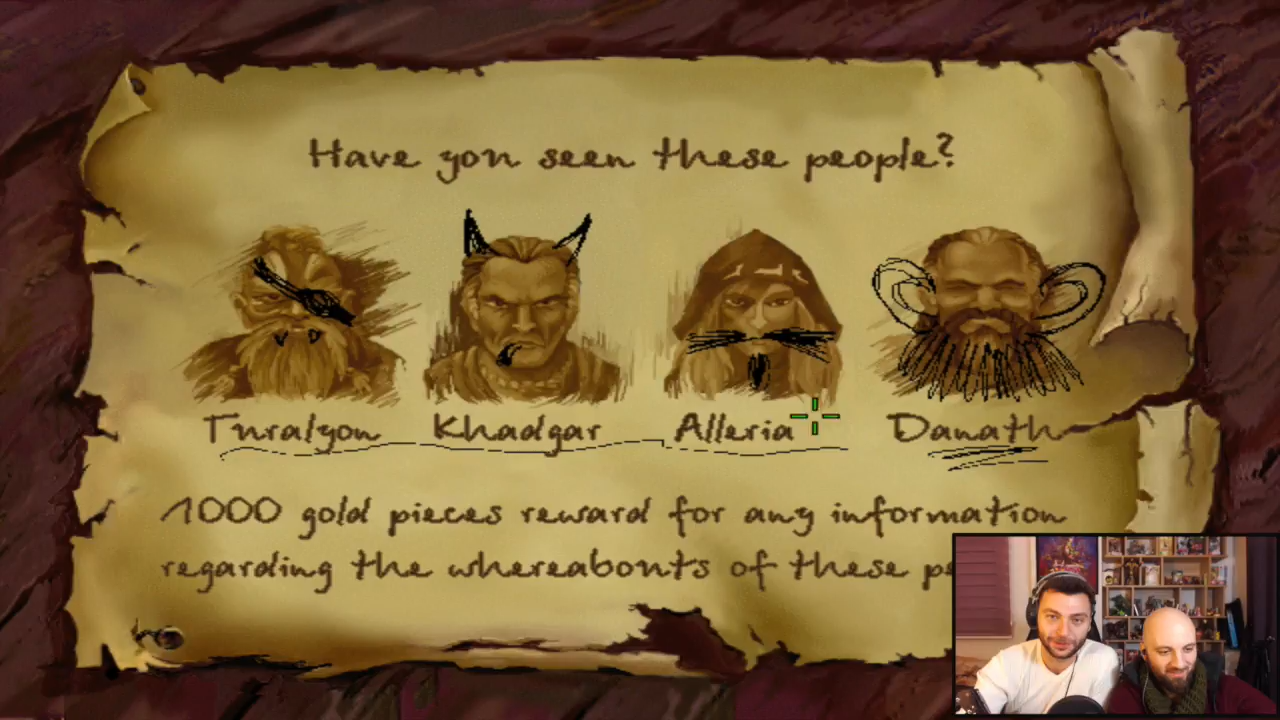 Have you seen these people?
Turalyon Khadgar Alleria Danath
1000 gold pieces reward for any information
regarding the whereabouts of these